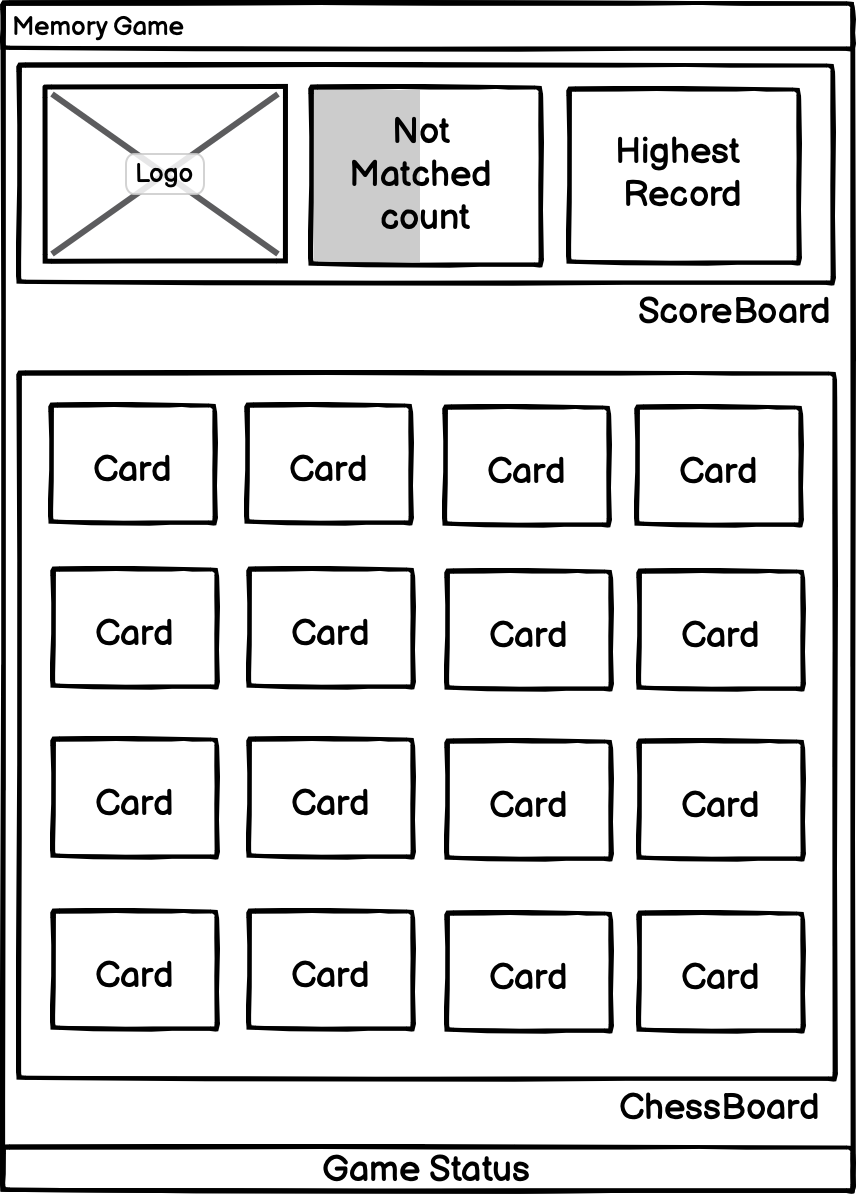 Memory Game
Logo
Not
Matched
count
Highest
Record
ScoreBoard
Card Card Card Card
Card Card Card Card
Card Card Card Card
Card Card Card Card
ChessBoard
Game Status